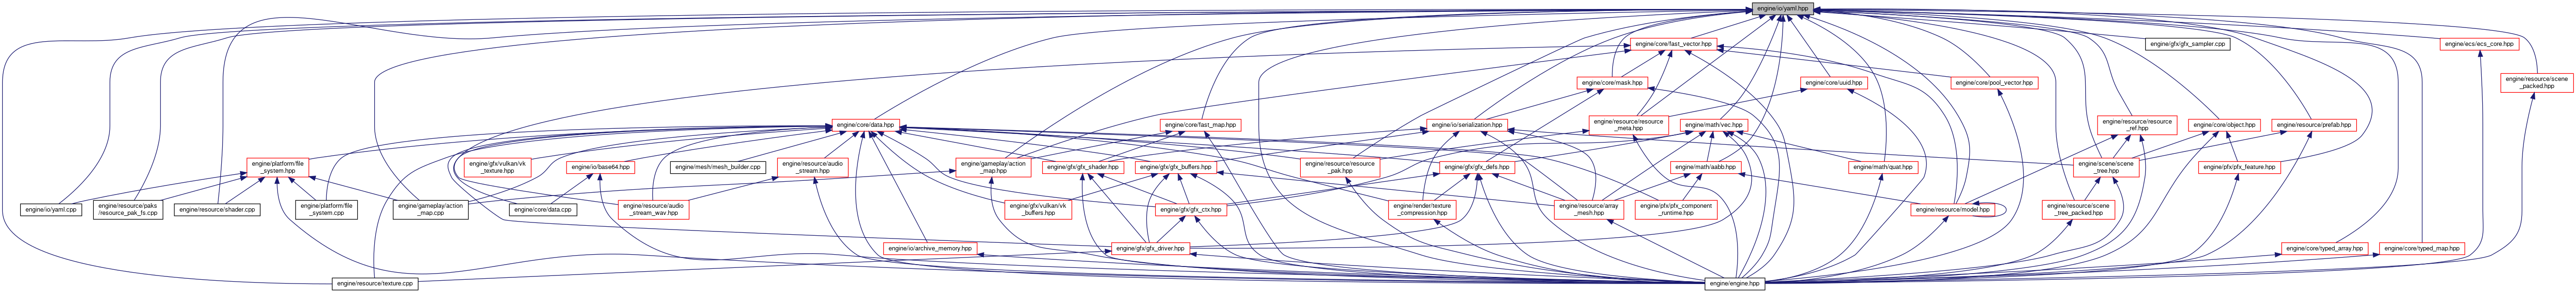 engine/io/yaml.hpp
engine/core/fast_vector.hpp
engine/gfx/gfx_sampler.cpp
engine/ecs/ecs_core.hpp
engine/core/mask.hpp
engine/core/uuid.hpp
engine/core/pool_vector.hpp
engine/resource/scene
_packed.hpp
engine/core/data.hpp
engine/core/fast_map.hpp
engine/io/serialization.hpp
engine/resource/resource
_meta.hpp
engine/math/vec.hpp
engine/resource/resource
_ref.hpp
engine/core/object.hpp
engine/resource/prefab.hpp
engine/platform/file
_system.hpp
engine/gfx/vulkan/vk
_texture.hpp
engine/io/base64.hpp
engine/mesh/mesh_builder.cpp
engine/resource/audio
_stream.hpp
engine/gameplay/action
_map.hpp
engine/gfx/gfx_shader.hpp
engine/gfx/gfx_buffers.hpp
engine/resource/resource
_pak.hpp
engine/gfx/gfx_defs.hpp
engine/math/aabb.hpp
engine/math/quat.hpp
engine/scene/scene
_tree.hpp
engine/pfx/pfx_feature.hpp
engine/io/yaml.cpp
engine/resource/paks
/resource_pak_fs.cpp
engine/resource/shader.cpp
engine/platform/file
_system.cpp
engine/gameplay/action
_map.cpp
engine/core/data.cpp
engine/resource/audio
_stream_wav.hpp
engine/gfx/vulkan/vk
_buffers.hpp
engine/gfx/gfx_ctx.hpp
engine/render/texture
_compression.hpp
engine/resource/array
_mesh.hpp
engine/pfx/pfx_component
_runtime.hpp
engine/resource/model.hpp
engine/resource/scene
_tree_packed.hpp
engine/io/archive_memory.hpp
engine/gfx/gfx_driver.hpp
engine/core/typed_array.hpp
engine/core/typed_map.hpp
engine/resource/texture.cpp
engine/engine.hpp